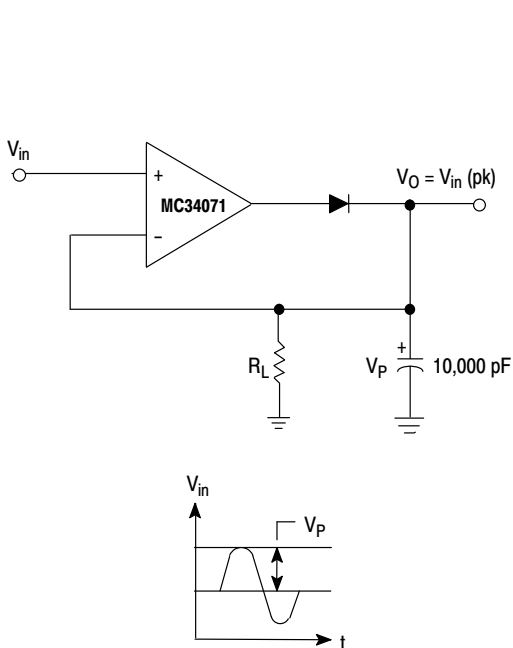 Vin
+
MC34071
−
VO = Vin (pk)
RL
+
VP
10,000 pF
Vin
VP
t